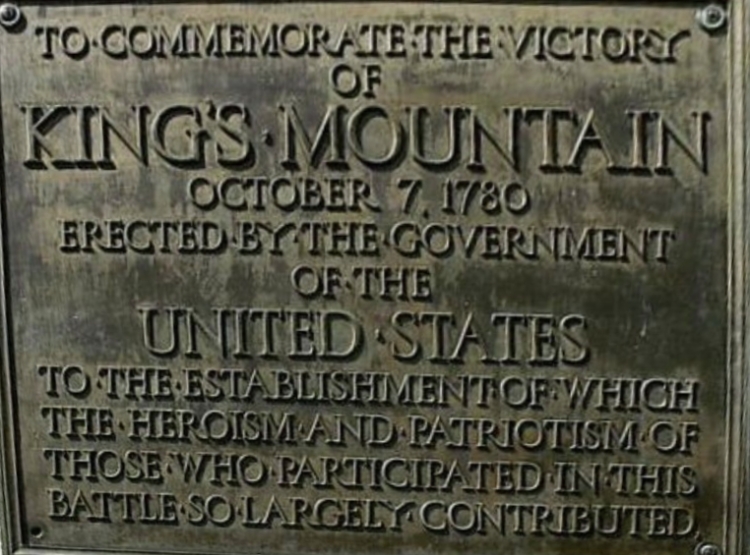 TO·COMMEMORATE·THE·VICTORY
OF
KING'S·MOUNTAIN
OCTOBER 7, 1780
ERECTED·BY·THE·GOVERNMENT
OF·THE
UNITED·STATES
TO·THE·ESTABLISHMENT·OF·WHICH
THE·HEROISM·AND·PATRIOTISM·OF
THOSE·WHO·PARTICIPATED·IN·THIS
BATTLE·SO·LARGELY·CONTRIBUTED.